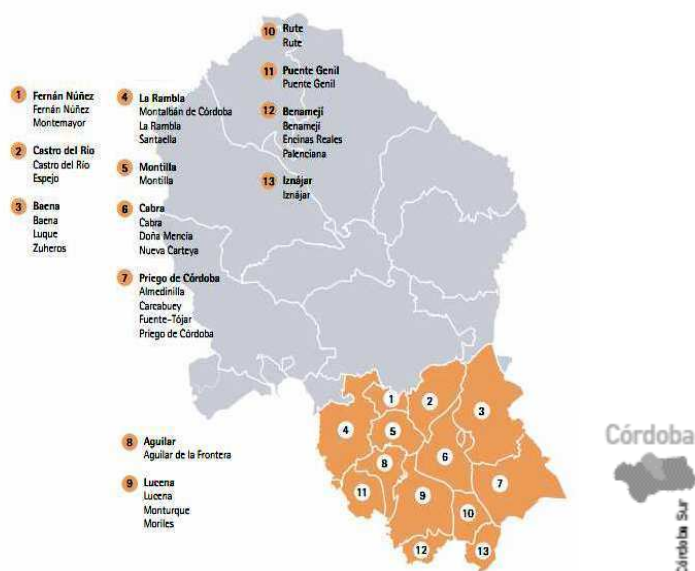 10 Rute
Rute
11 Puente Genil
Puente Genil
12 Benamejí
Benamejí
Encinas Reales
Palenciana
13 Iznájar
Iznájar
1 Fernán Núñez
Fernán Núñez
Montemayor
2 Castro del Río
Castro del Río
Espejo
3 Baena
Baena
Luque
Zuheros
4 La Rambla
Montalbán de Córdoba
La Rambla
Santaella
5 Montilla
Montilla
6 Cabra
Cabra
Doña Mencía
Nueva Carteya
7 Priego de Córdoba
Almedinilla
Carcabuey
Fuente-Tójar
Priego de Córdoba
8 Aguilar
Aguilar de la Frontera
9 Lucena
Lucena
Monturque
Moriles
1
2
3
4
5
6
7
8
9
10
11
12
13
Córdoba
Córdoba Sur